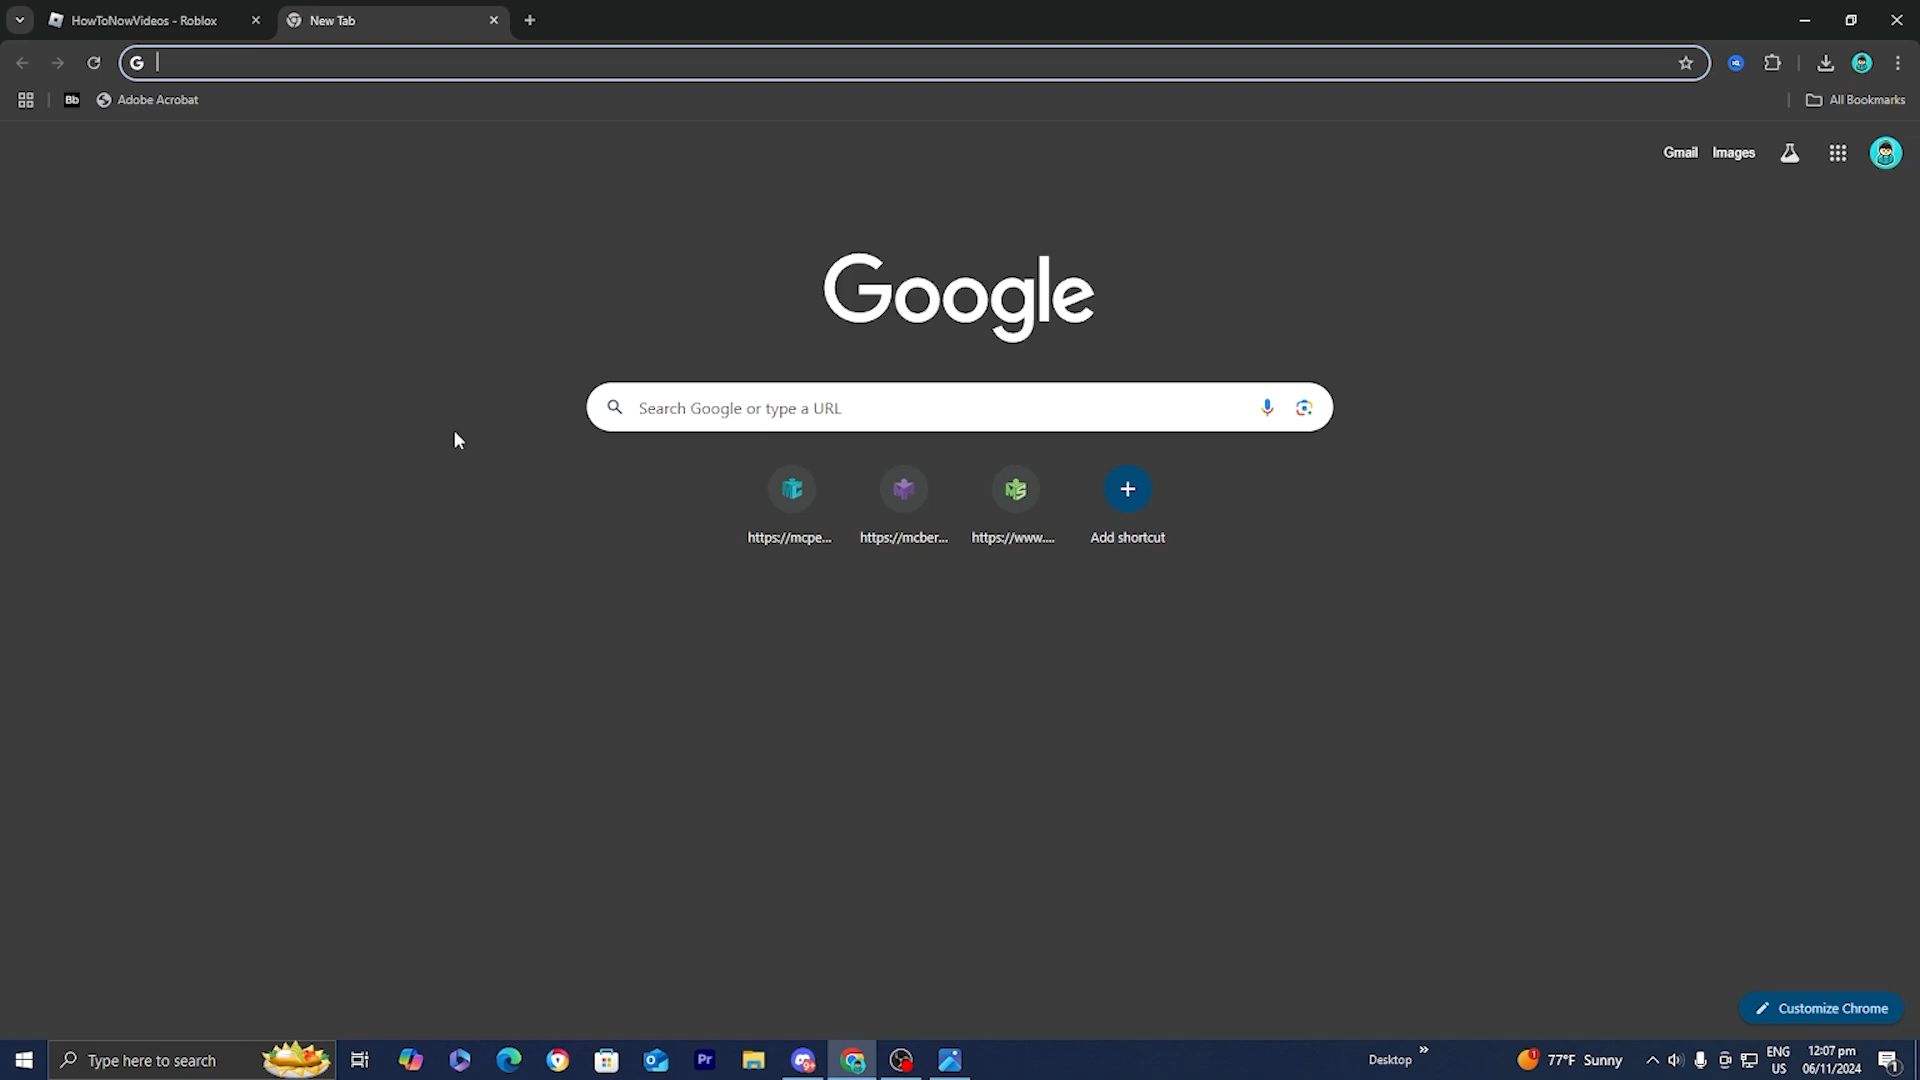 HowToNowVideos - Roblox
New Tab
G
Bb
Adobe Acrobat
All Bookmarks
Gmail
Images
Google
Search Google or type a URL
https://mcpe...
https://mcber...
https://www....
Add shortcut
Customize Chrome
Type here to search
Pr
Desktop
77°F Sunny
ENG
US
12:07 pm
06/11/2024